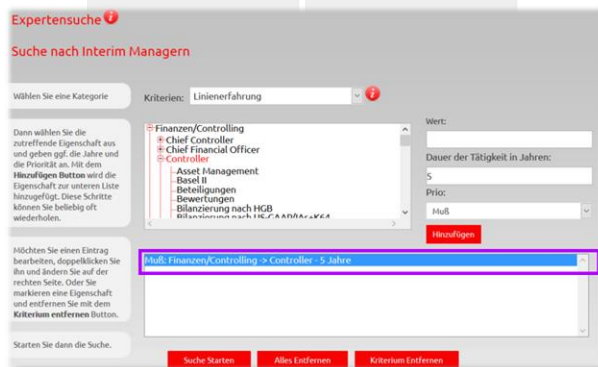 Expertensuche
Suche nach Interim Managern
Wählen Sie eine Kategorie
Kriterien: Linienerfahrung
Dann wählen Sie die
zutreffende Eigenschaft aus
und geben ggf. die Jahre und
die Priorität an. Mit dem
Hinzufügen Button wird die
Eigenschaft zur unteren Liste
hinzugefügt. Diese Schritte
können Sie beliebig oft
wiederholen.
Finanzen/Controlling
Chief Controller
Chief Financial Officer
Controller
Asset Management
Basel II
Beteiligungen
Bewertungen
Bilanzierung nach HGB
Bilanzierung nach US-GAAP(IAr+K64
Wert:
Dauer der Tätigkeit in Jahren:
5
Prio:
Muß
Hinzufügen
Möchten Sie einen Eintrag
bearbeiten, doppelklicken Sie
ihn und ändern Sie auf der
rechten Seite. Oder Sie
markieren eine Eigenschaft
und entfernen Sie mit dem
Kriterium entfernen Button.
Muß: Finanzen/Controlling -> Controller - 5 Jahre
Starten Sie dann die Suche.
Suche Starten
Alles Entfernen
Kriterium Entfernen